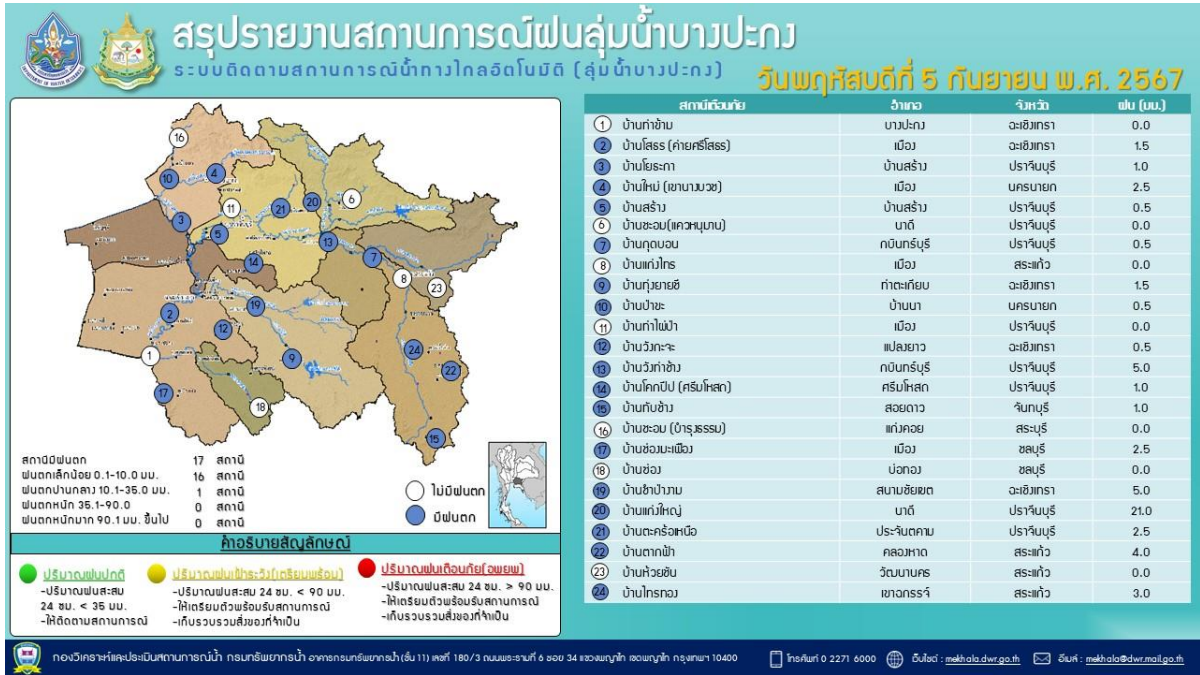 สรุปรายงานสถานการณ์ฝนลุ่มน้ำบางปะกง
ระบบติดตามสถานการณ์น้ำทางไกลอัตโนมัติ (ลุ่มน้ำบางปะกง)
วันพฤหัสบดีที่ 5 กันยายน พ.ศ. 2567
สถานีเตือนภัย อำเภอ จังหวัด ฝน (มม.)
1 บ้านท่าข้าม บางปะกง ฉะเชิงเทรา 0.0
2 บ้านโสธร (ค่ายศรีโสธร) เมือง ฉะเชิงเทรา 1.5
3 บ้านโยธะกา บ้านสร้าง ปราจีนบุรี 1.0
4 บ้านใหม่ (เขานางบวช) เมือง นครนายก 2.5
5 บ้านสร้าง บ้านสร้าง ปราจีนบุรี 0.5
6 บ้านชะอม(แควหนุมาน) นาดี ปราจีนบุรี 0.0
7 บ้านกุดบอน กบินทร์บุรี ปราจีนบุรี 0.5
8 บ้านแก่งไทร เมือง สระแก้ว 0.0
9 บ้านทุ่งยายชี ท่าตะเกียบ ฉะเชิงเทรา 1.5
10 บ้านป่าขะ บ้านนา นครนายก 0.5
11 บ้านท่าไผ่ป่า เมือง ปราจีนบุรี 0.0
12 บ้านวังกะจะ แปลงยาว ฉะเชิงเทรา 0.5
13 บ้านวังท่าช้าง กบินทร์บุรี ปราจีนบุรี 5.0
14 บ้านโคกปีป (ศรีมโหสถ) ศรีมโหสถ ปราจีนบุรี 1.0
15 บ้านทับช้าง สอยดาว จันทบุรี 1.0
16 บ้านชะอม (บำรุงธรรม) แก่งคอย สระบุรี 0.0
17 บ้านช่องมะเฟือง เมือง ชลบุรี 2.5
18 บ้านช่อง บ่อทอง ชลบุรี 0.0
19 บ้านชำป่างาม สนามชัยเขต ฉะเชิงเทรา 5.0
20 บ้านแก่งใหญ่ นาดี ปราจีนบุรี 21.0
21 บ้านตะคร้อเหนือ ประจันตคาม ปราจีนบุรี 2.5
22 บ้านตากฟ้า คลองหาด สระแก้ว 4.0
23 บ้านห้วยชัน วัฒนานคร สระแก้ว 0.0
24 บ้านไทรทอง เขาฉกรรจ์ สระแก้ว 3.0
สถานีมีฝนตก 17 สถานี
ฝนตกเล็กน้อย 0.1-10.0 มม. 16 สถานี
ฝนตกปานกลาง 10.1-35.0 มม. 1 สถานี
ฝนตกหนัก 35.1-90.0 0 สถานี
ฝนตกหนักมาก 90.1 มม. ขึ้นไป 0 สถานี
ไม่มีฝนตก
มีฝนตก
คำอธิบายสัญลักษณ์
ปริมาณฝนปกติ
-ปริมาณฝนสะสม
24 ชม. < 35 มม.
-ให้ติดตามสถานการณ์
ปริมาณฝนเฝ้าระวัง(เตรียมพร้อม)
-ปริมาณฝนสะสม 24 ชม. < 90 มม.
-ให้เตรียมตัวพร้อมรับสถานการณ์
-เก็บรวบรวมสิ่งของที่จำเป็น
ปริมาณฝนเตือนภัย(อพยพ)
-ปริมาณฝนสะสม 24 ชม. > 90 มม.
-ให้เตรียมตัวพร้อมรับสถานการณ์
-เก็บรวบรวมสิ่งของที่จำเป็น
กองวิเคราะห์และประเมินสถานการณ์น้ำ กรมทรัพยากรน้ำ อาคารกรมทรัพยากรน้ำ (ชั้น 11) เลขที่ 180/3 ถนนพระรามที่ 6 ซอย 34 แขวงพญาไท เขตพญาไท กรุงเทพฯ 10400
โทรศัพท์ 0 2271 6000 เว็บไซต์ : mekhala.dwr.go.th อีเมล์ : mekhala@dwr.mail.go.th